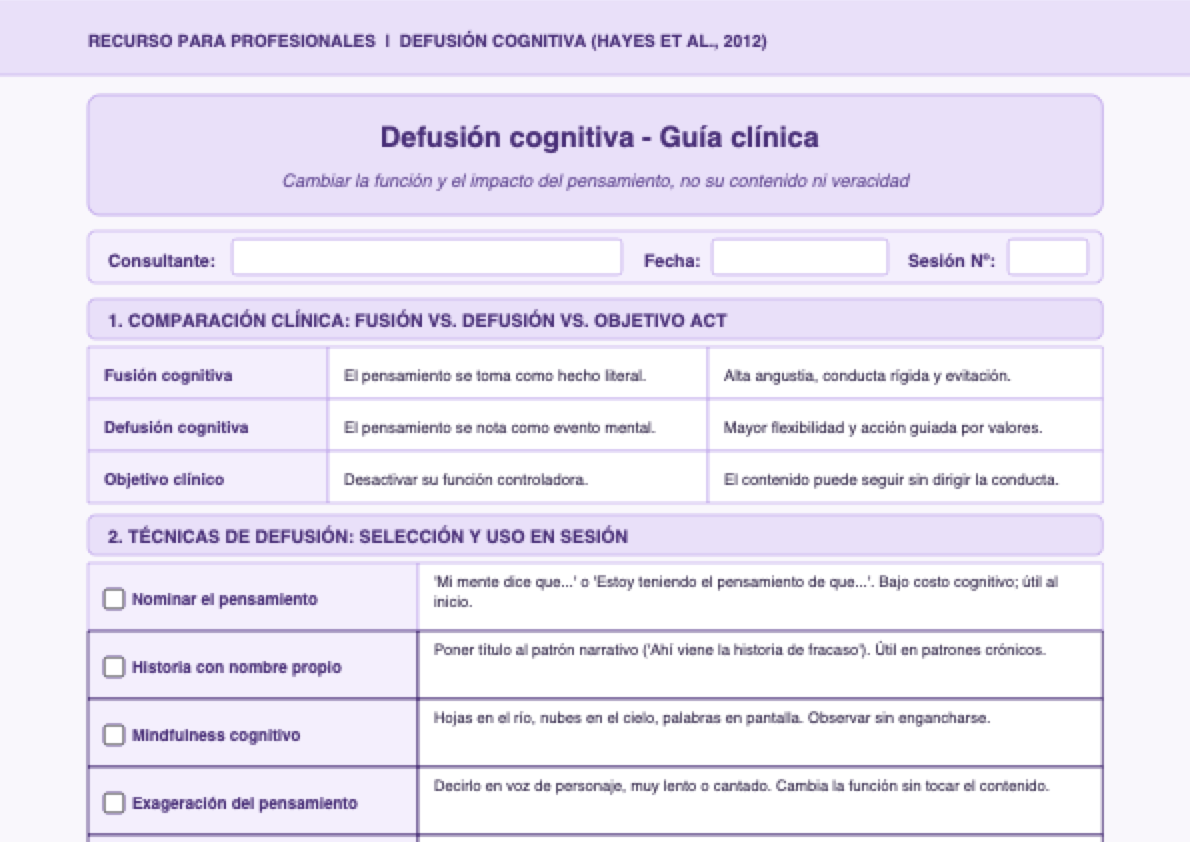 RECURSO PARA PROFESIONALES | DEFUSIÓN COGNITIVA (HAYES ET AL., 2012)
Defusión cognitiva - Guía clínica
Cambiar la función y el impacto del pensamiento, no su contenido ni veracidad
Consultante: Fecha: Sesión Nº:
1. COMPARACIÓN CLÍNICA: FUSIÓN VS. DEFUSIÓN VS. OBJETIVO ACT
Fusión cognitiva El pensamiento se toma como hecho literal. Alta angustia, conducta rígida y evitación.
Defusión cognitiva El pensamiento se nota como evento mental. Mayor flexibilidad y acción guiada por valores.
Objetivo clínico Desactivar su función controladora. El contenido puede seguir sin dirigir la conducta.
2. TÉCNICAS DE DEFUSIÓN: SELECCIÓN Y USO EN SESIÓN
Nominar el pensamiento
'Mi mente dice que...' o 'Estoy teniendo el pensamiento de que...'. Bajo costo cognitivo; útil al
inicio.
Historia con nombre propio
Poner título al patrón narrativo ('Ahí viene la historia de fracaso'). Útil en patrones crónicos.
Mindfulness cognitivo
Hojas en el río, nubes en el cielo, palabras en pantalla. Observar sin engancharse.
Exageración del pensamiento
Decirlo en voz de personaje, muy lento o cantado. Cambia la función sin tocar el contenido.